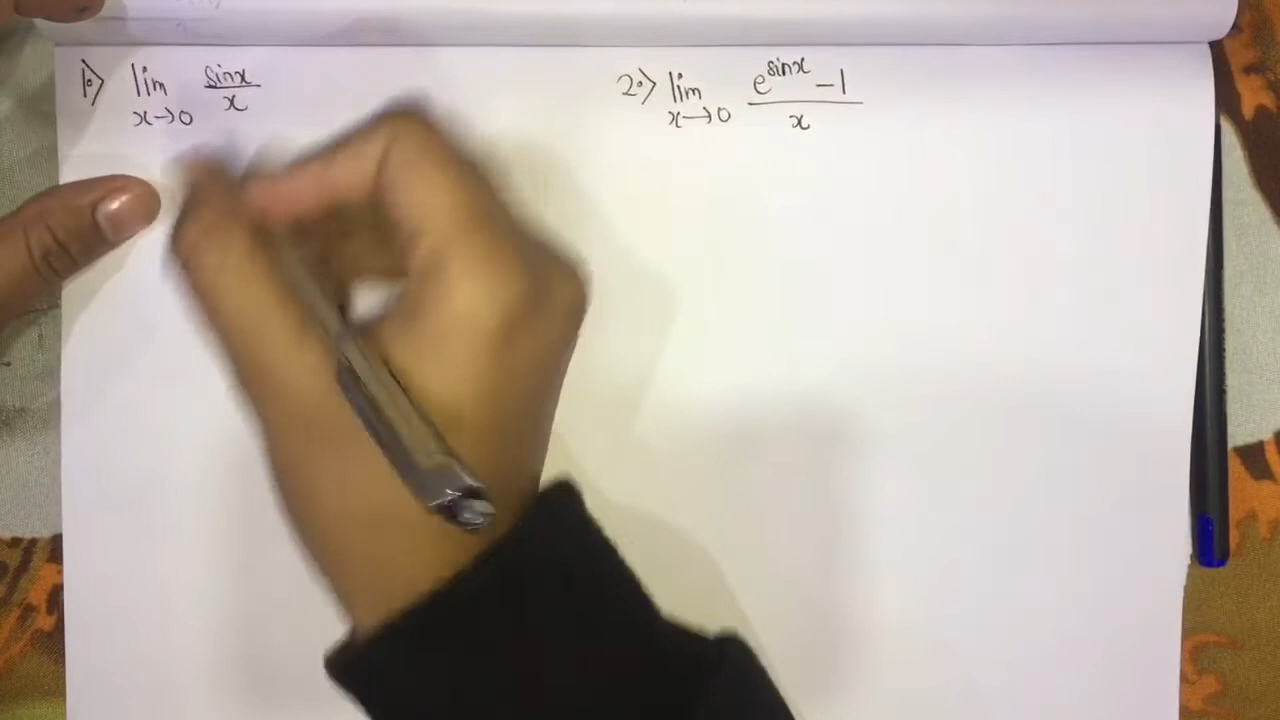 1.> lim x→0 sinx/x
2.> lim x→0 e^sinx -1/x